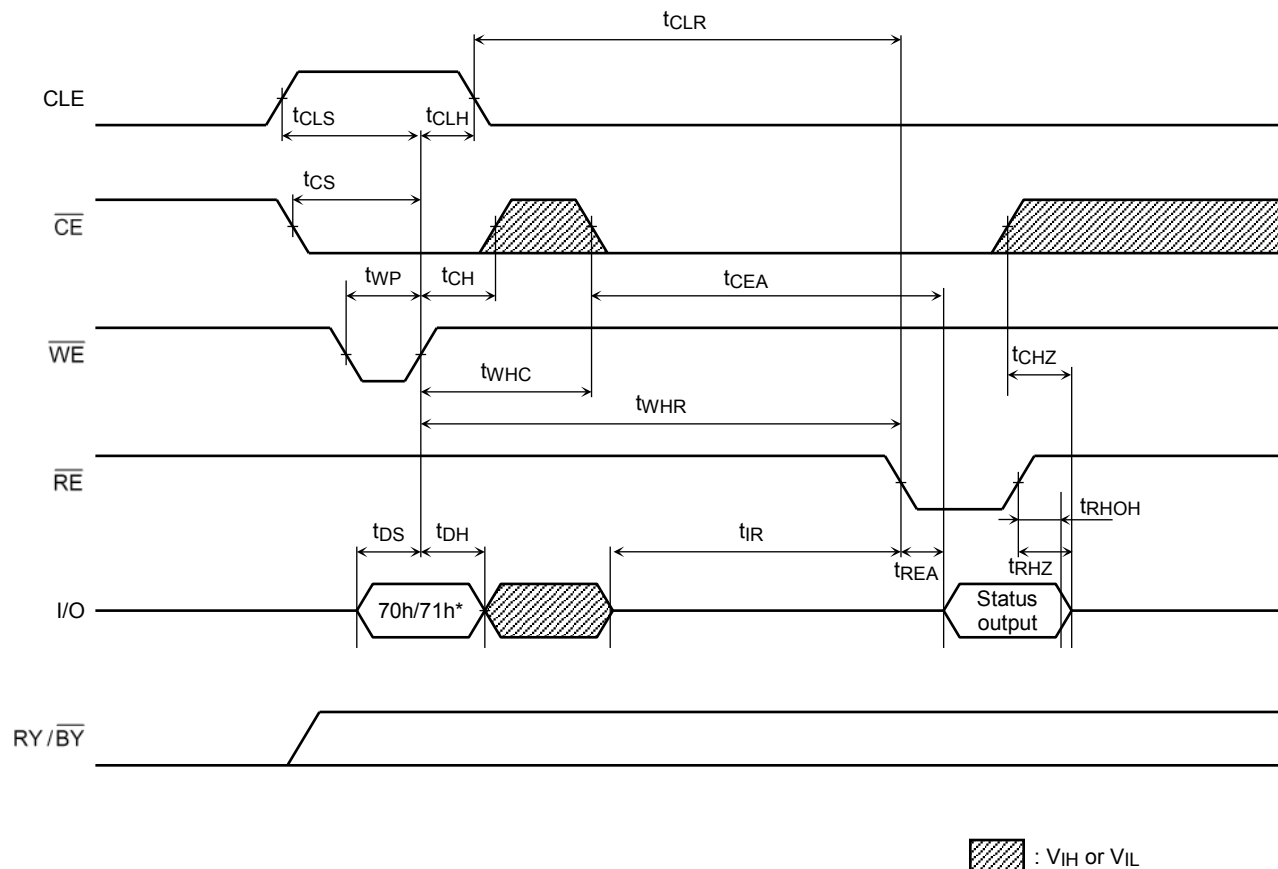 tCLR
CLE
tCLS
tCLH
tCS
CE
tWP
tCH
tCEA
WE
tWHC
tCHZ
tWHR
RE
tRHOH
tDS
tDH
tIR
tREA
tRHZ
I/O
70h/71h*
Status
output
RY/BY
: VIH or VIL